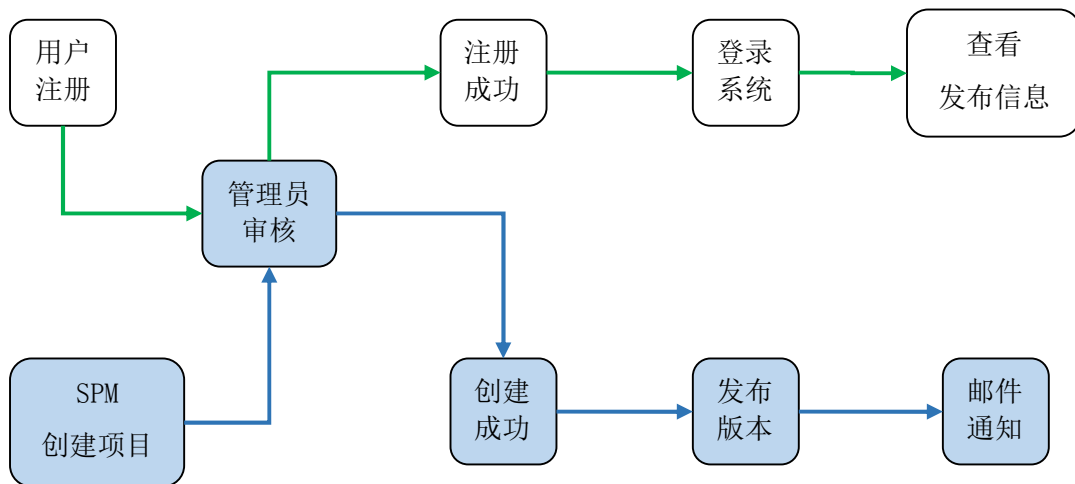 用户
注册
注册
成功
登录
系统
查看
发布信息
管理员
审核
SPM
创建项目
创建
成功
发布
版本
邮件
通知